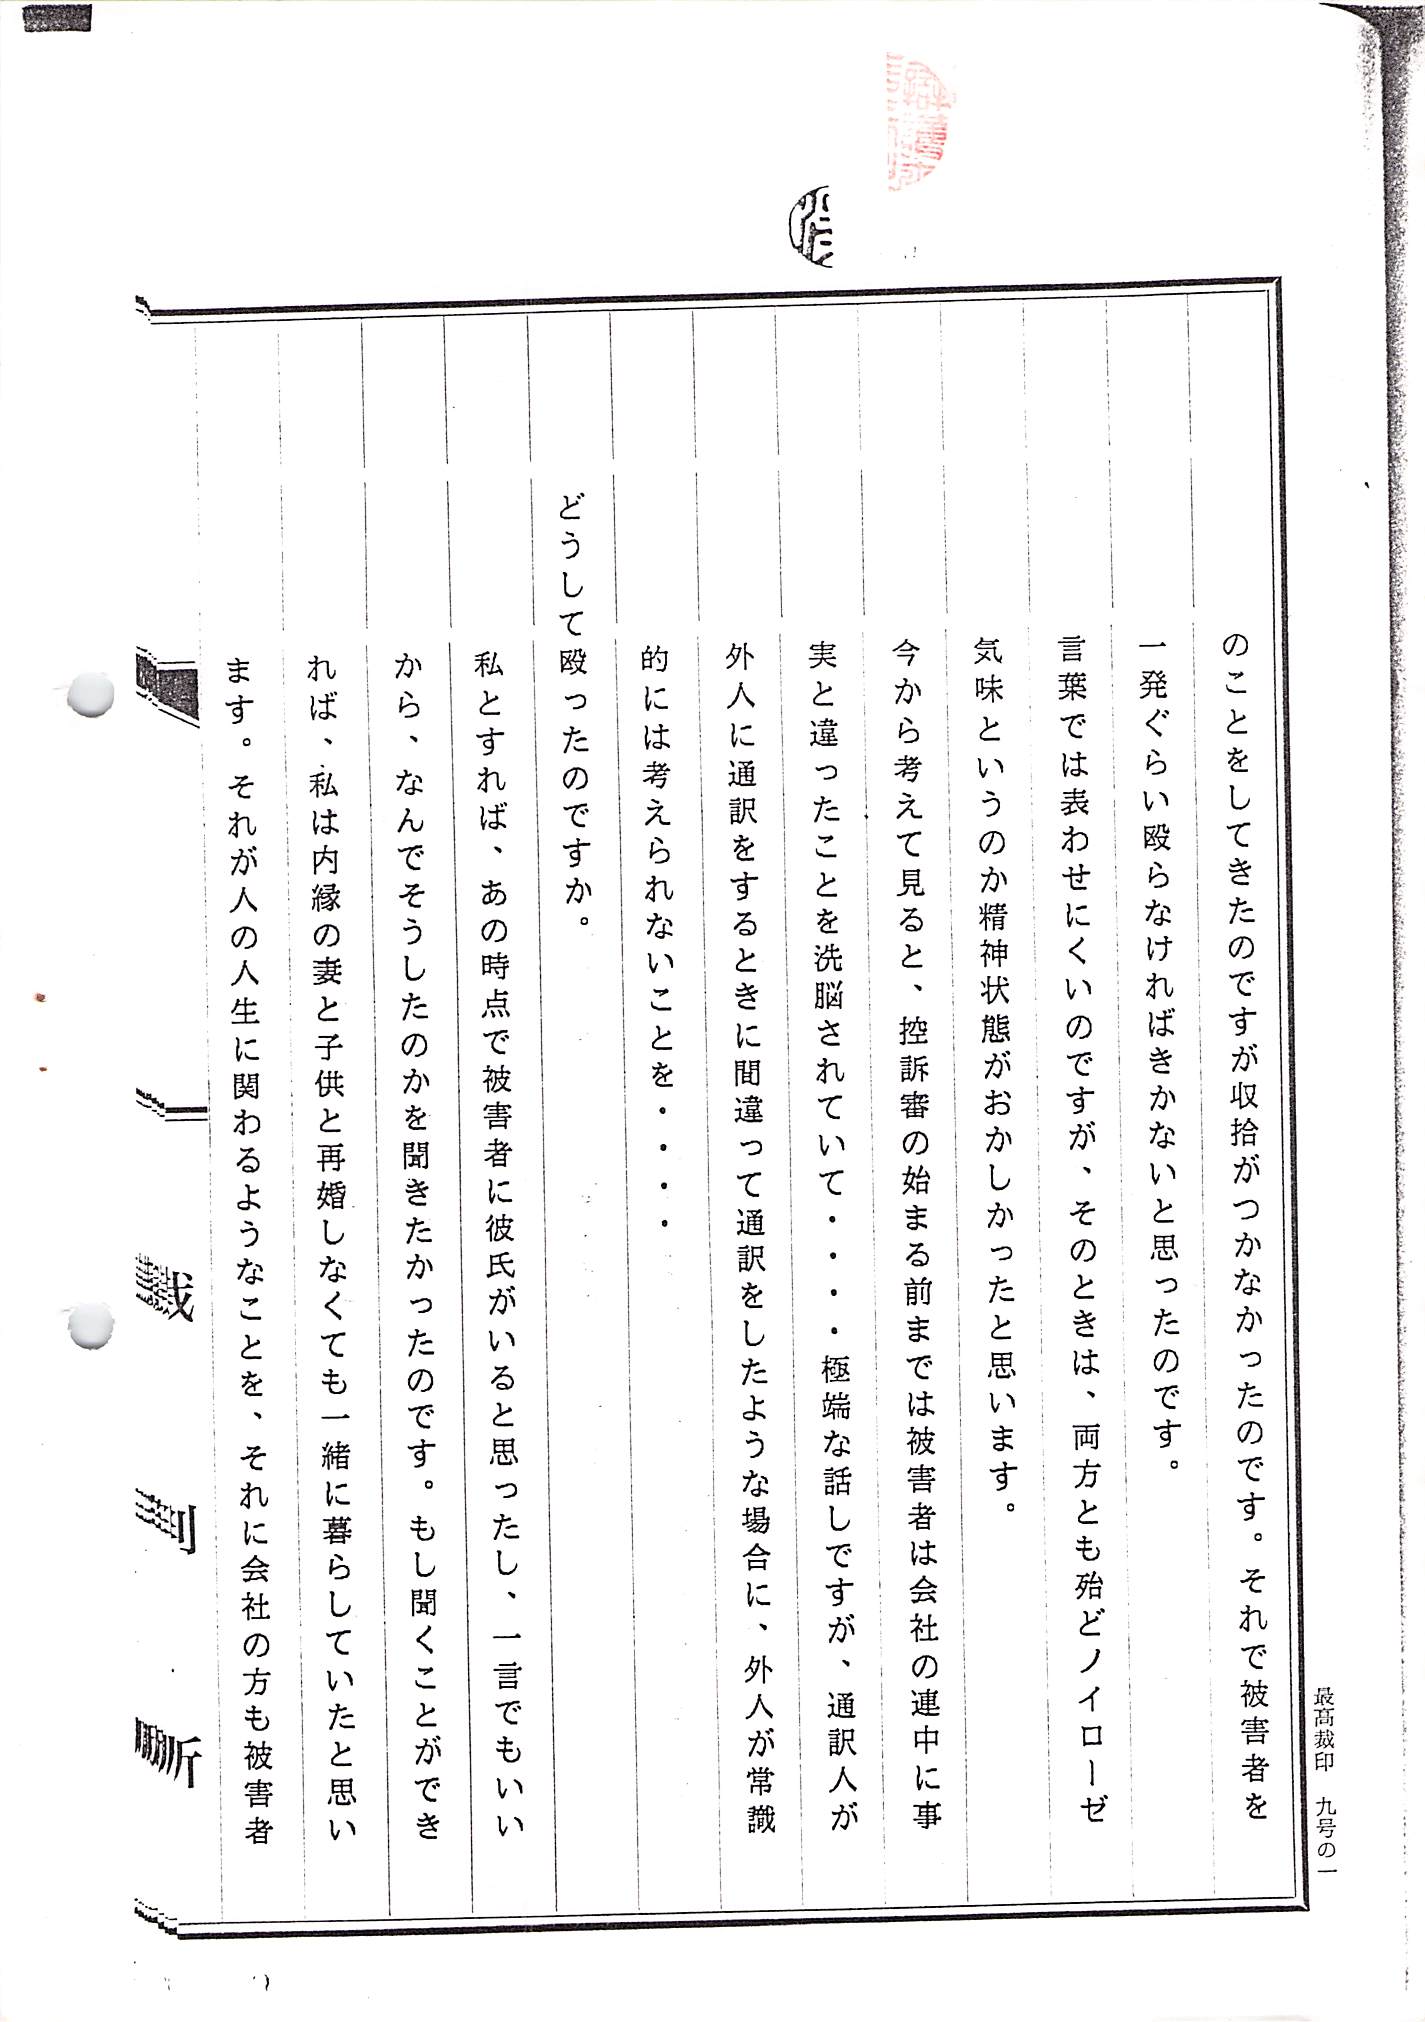 のことをしてきたのですが収拾がつかなかったのです。それで被害者を
一発ぐらい殴らなければきかないと思ったのです。
言葉では表わせにくいのですが、そのときは、両方とも殆どノイローゼ
気味というのか精神状態がおかしかったと思います。
今から考えて見ると、控訴審の始まる前までは被害者は会社の連中に事
実と違ったことを洗脳されていて・・・・極端な話しですが、通訳人が
外人に通訳をするときに間違って通訳をしたような場合に、外人が常識
的には考えられないことを・・・・
どうして殴ったのですか。
私とすれば、あの時点で被害者に彼氏がいると思ったし、一言でもいい
から、なんでそうしたのかを聞きたかったのです。もし聞くことができ
れば、私は内縁の妻と子供と再婚しなくても一緒に暮らしていたと思い
ます。それが人の人生に関わるようなことを、それに会社の方も被害者
裁判所
最高裁印 九号の一